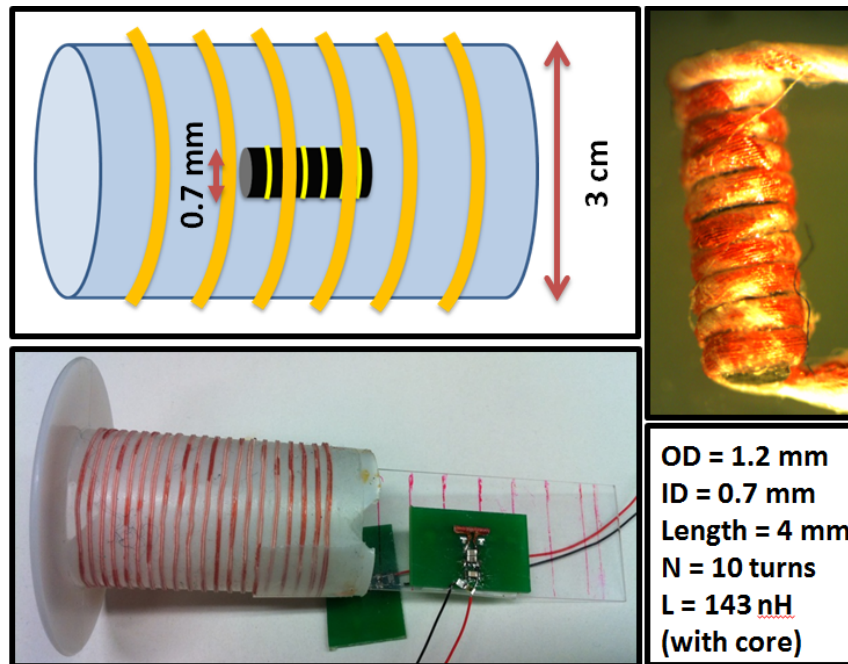 0.7 mm
3 cm
OD = 1.2 mm
ID = 0.7 mm
Length = 4 mm
N = 10 turns
L = 143 nH
(with core)